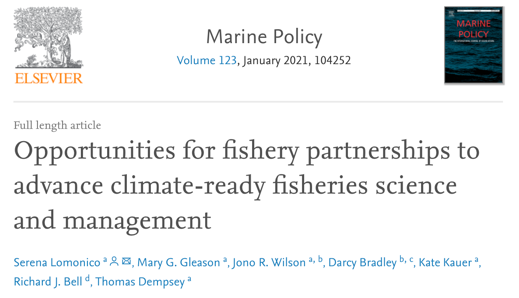 Marine Policy
Volume 123, January 2021, 104252
ELSEVIER
MARINE
POLICY
Full length article
Opportunities for fishery partnerships to
advance climate-ready fisheries science
and management
Serena Lomonico a, Mary G. Gleason a, Jono R. Wilson a, b, Darcy Bradley b, c, Kate Kauer a,
Richard J. Bell d, Thomas Dempsey a